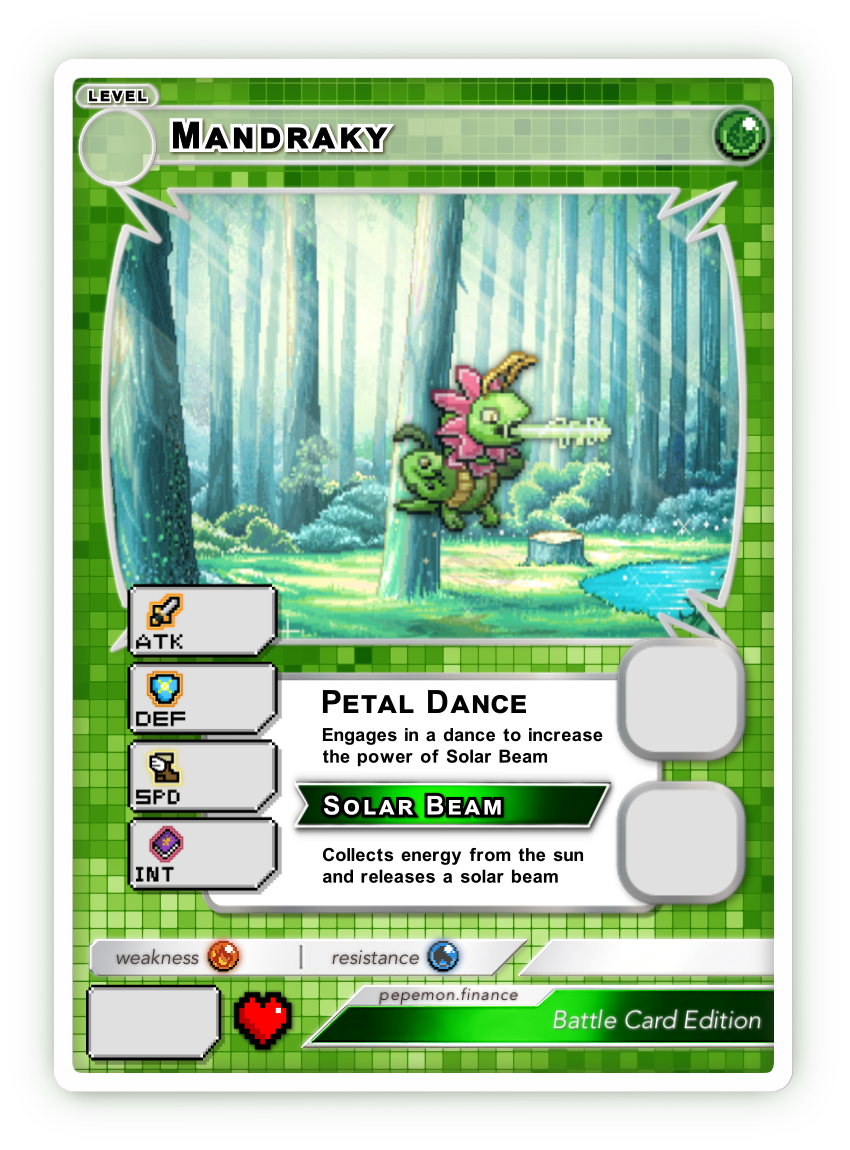 LEVEL
MANDRAKY
ATK
DEF
SPD
INT
PETAL DANCE
Engages in a dance to increase
the power of Solar Beam
SOLAR BEAM
Collects energy from the sun
and releases a solar beam
weakness | resistance
pepemon.finance
Battle Card Edition